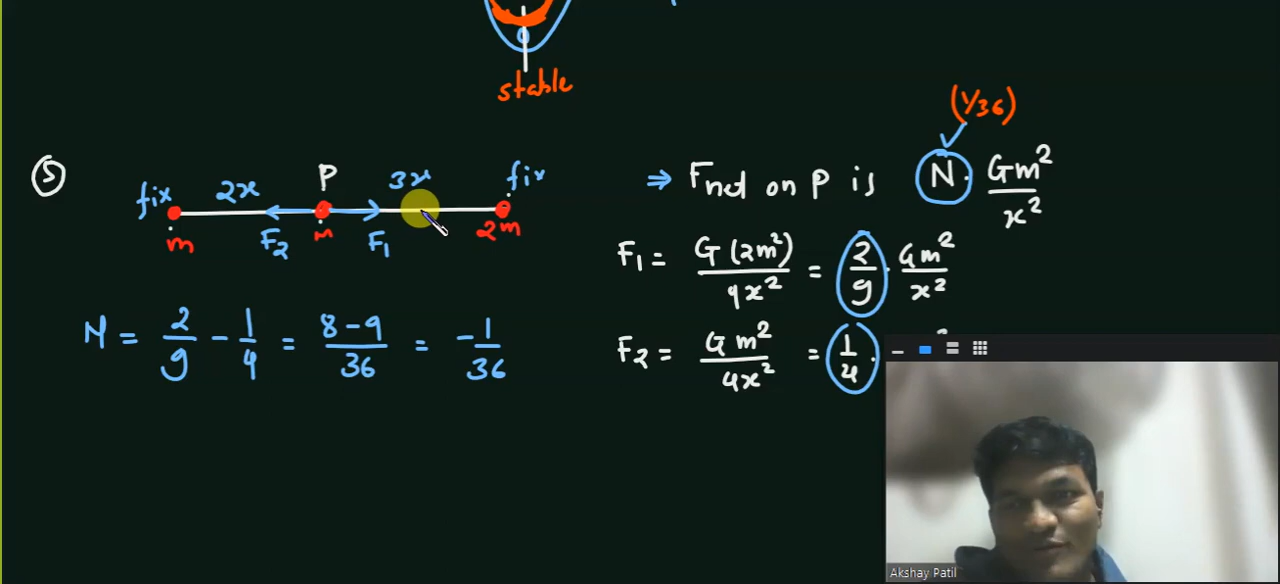 stable
(1/36)
⑤
fix 2x P 3x fix
⇒ Fnet on P is N. Gm²/x²
m F₂ m F₁ 2m
F₁ = G(2m²)/9x² = 2/9 . Gm²/x²
N = 2/9 - 1/4 = 8-9/36 = -1/36
F₂ = Gm²/4x² = 1/4 .
Akshay Patil